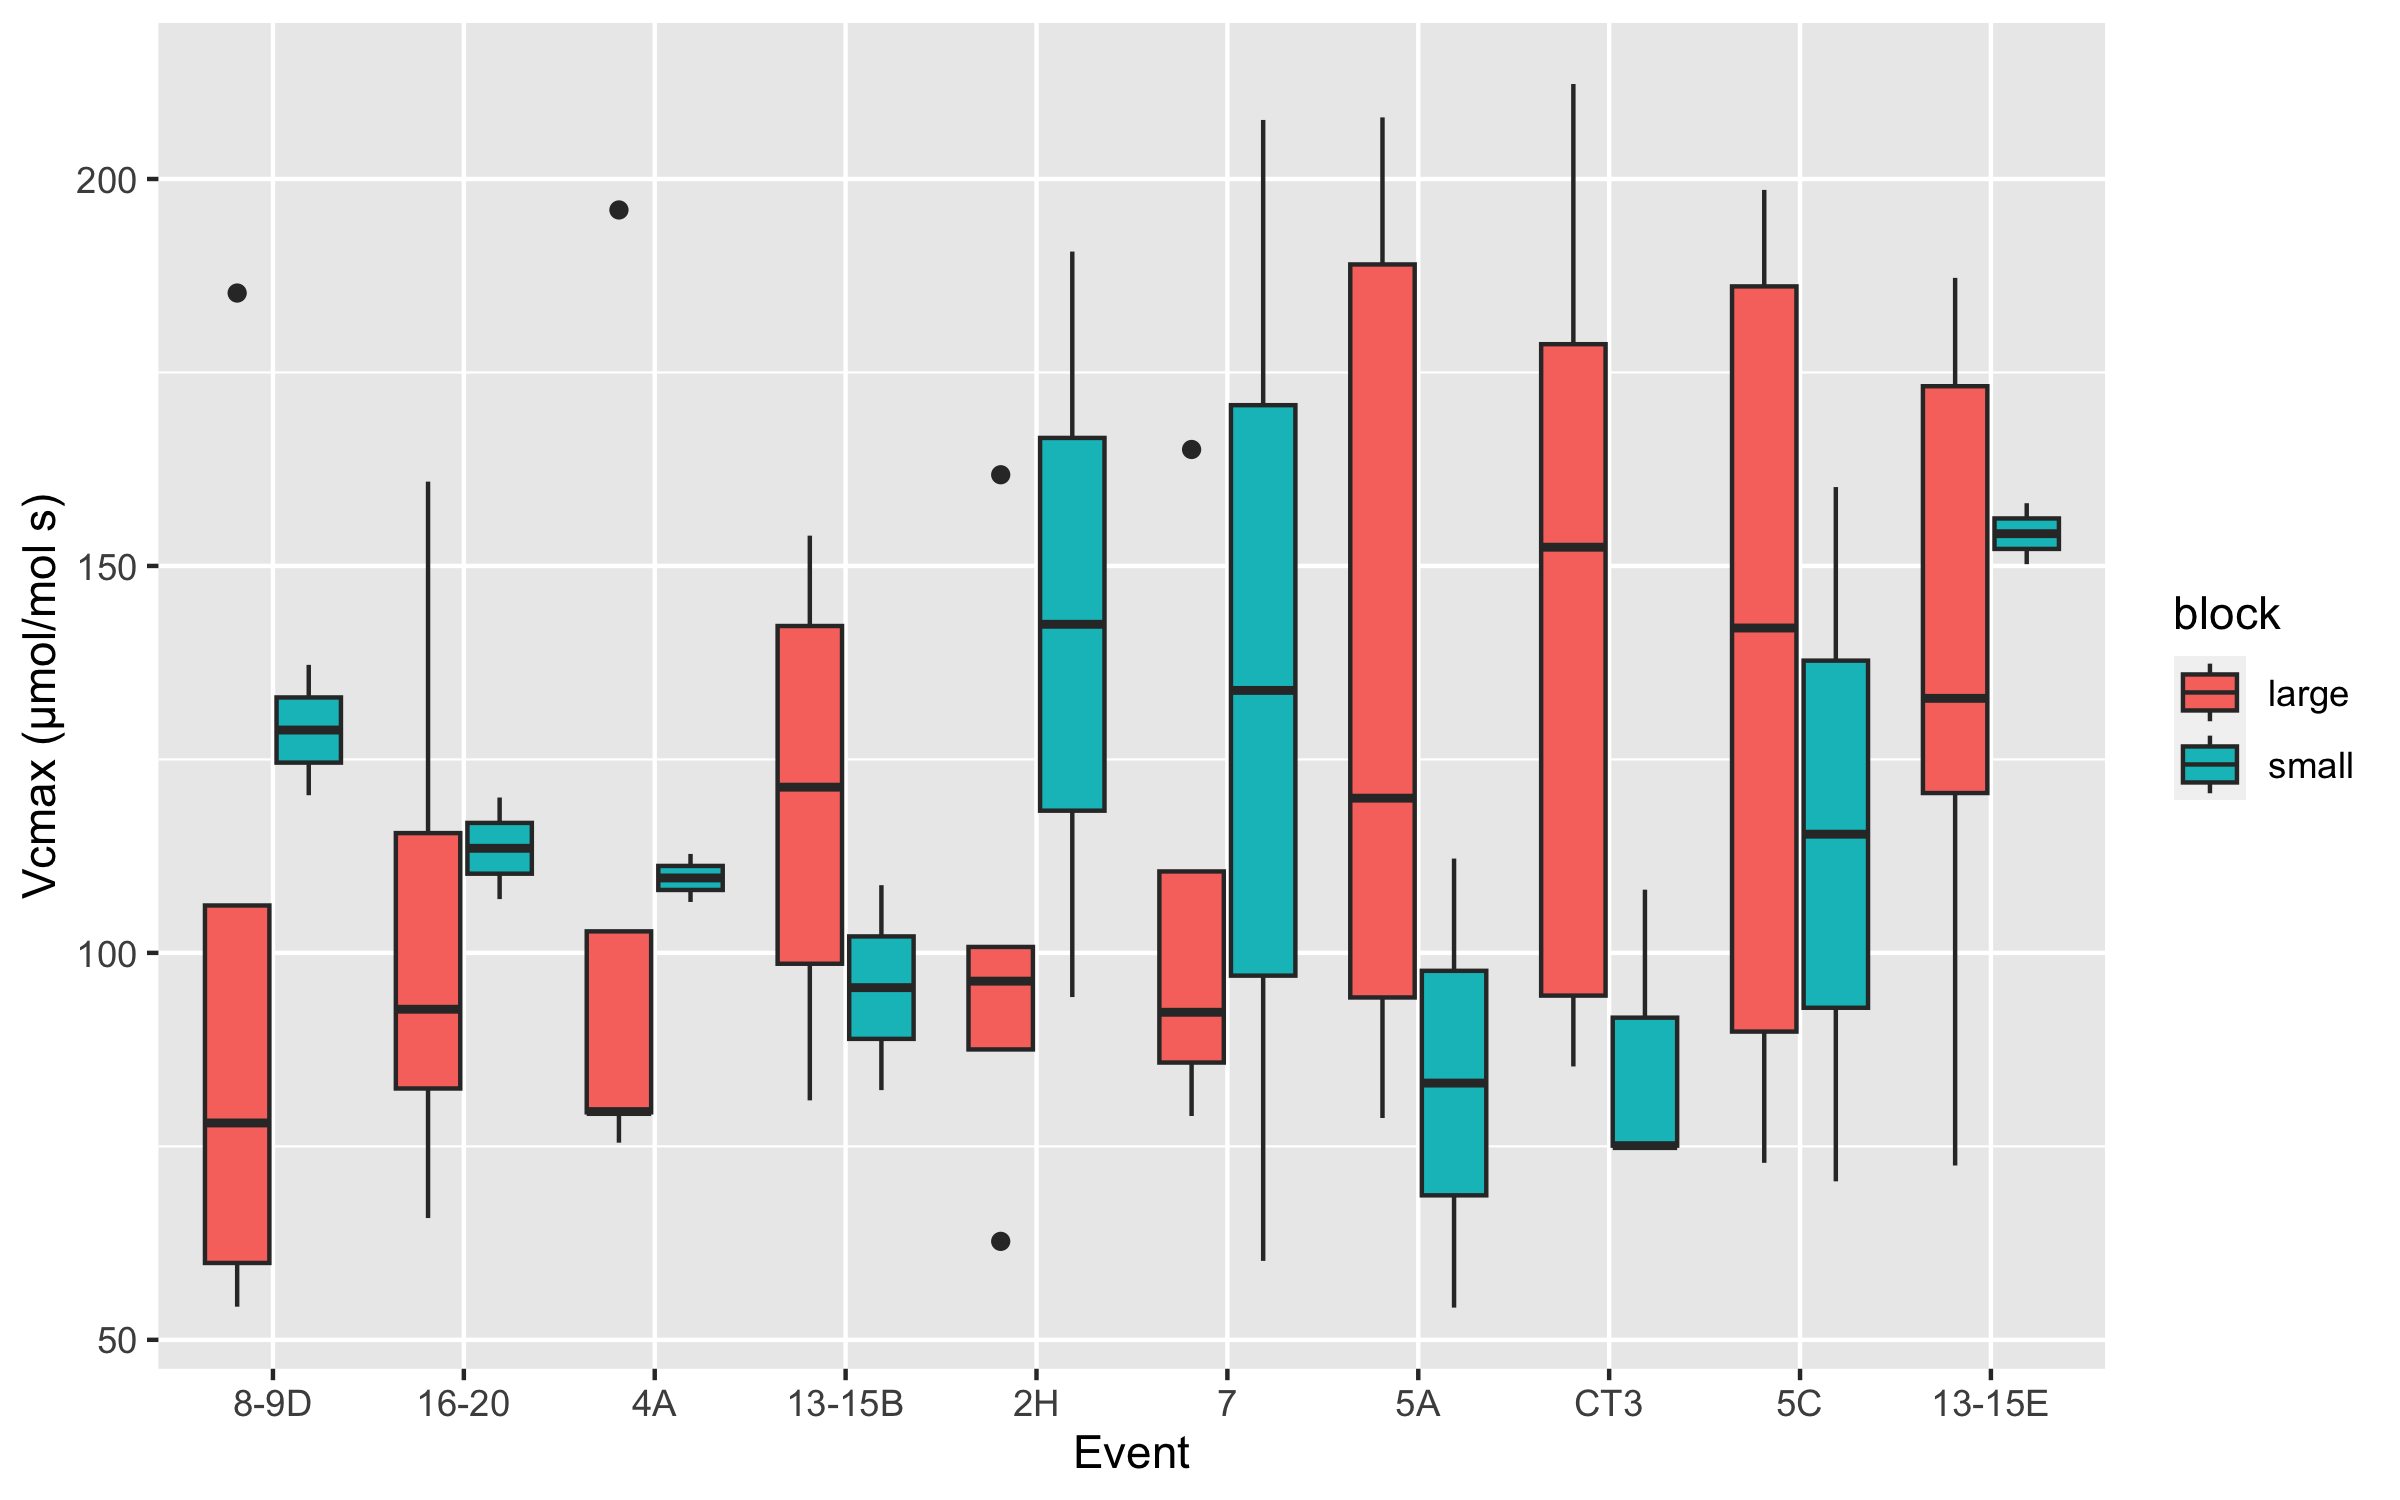 Vcmax (µmol/mol s)
200
150
100
50
8-9D 16-20 4A 13-15B 2H 7 5A CT3 5C 13-15E
Event
block
large
small